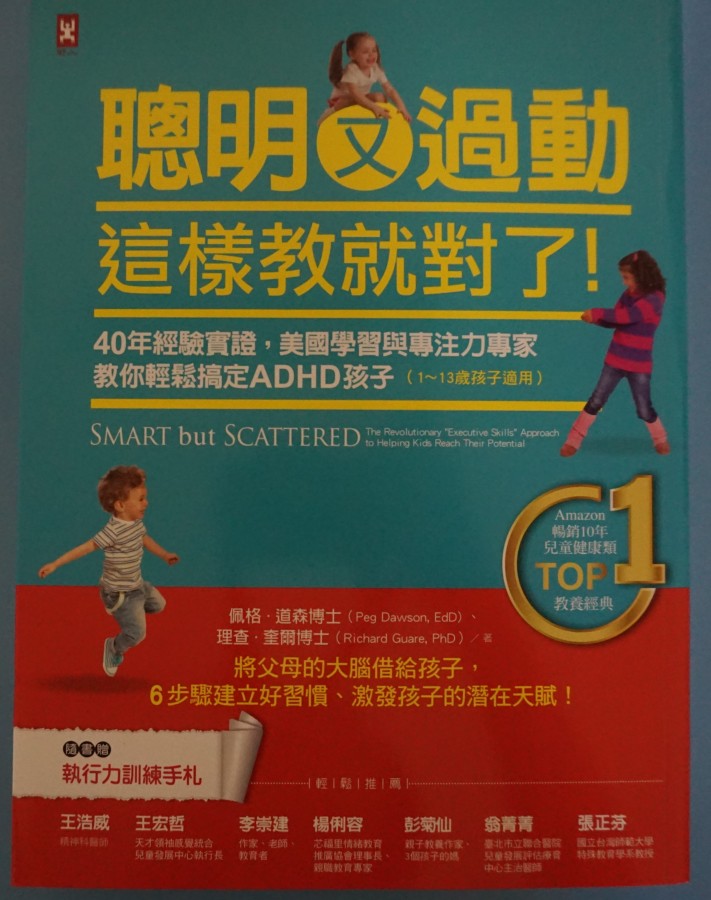 聰明又過動
這樣教就對了!
40年經驗實證,美國學習與專注力專家
教你輕鬆搞定ADHD孩子(1~13歲孩子適用)
SMART but SCATTERED The Revolutionary "Executive Skills" Approach
to Helping Kids Reach Their Potential
Amazon
暢銷10年
兒童健康類
TOP 1
教養經典
佩格·道森博士(Peg Dawson, EdD)、
理查·奎爾博士(Richard Guare, PhD)/著
將父母的大腦借給孩子,
6步驟建立好習慣、激發孩子的潛在天賦!
隨書贈
執行力訓練手札
輕鬆推薦
王浩威
精神科醫師
王宏哲
天才領袖感覺統合
兒童發展中心執行長
李崇建
作家、老師、
教育者
楊俐容
芯福里情緒教育
推廣協會理事長、
親職教育專家
彭菊仙
親子教養作家、
3個孩子的媽
翁菁菁
臺北市立聯合醫院
兒童發展評估療育
中心主治醫師
張正芬
國立台灣師範大學
特殊教育學系教授